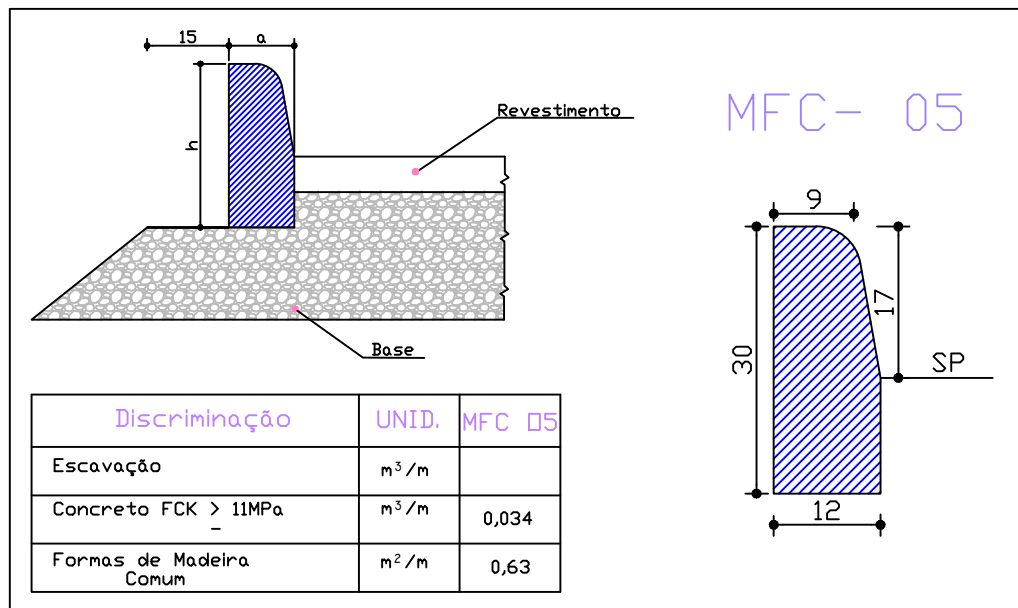 15
a
h
Revestimento
Base
MFC- 05
9
30
17
SP
12
Discriminação UNID. MFC 05
Escavação m³/m
Concreto FCK ≥ 11MPa m³/m 0,034
Formas de Madeira m²/m 0,63
Comum